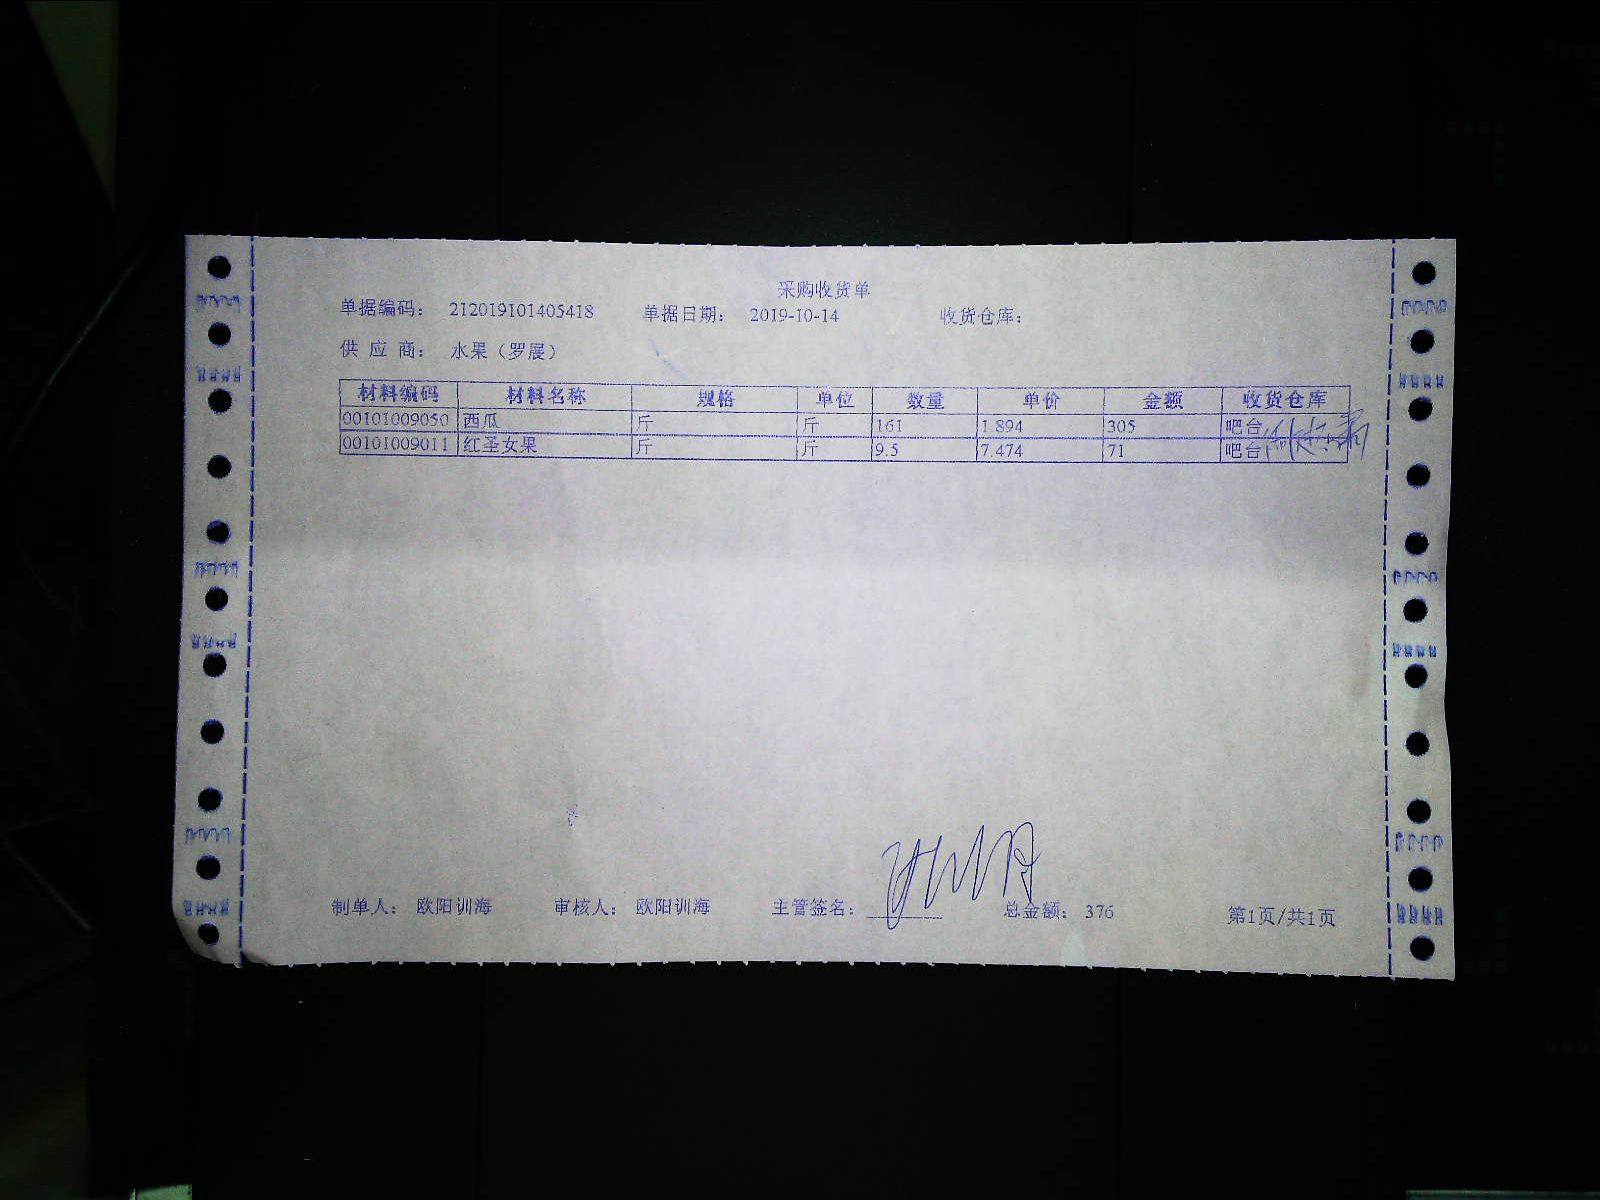 采购收货单
单据编码： 212019101405418 单据日期： 2019-10-14 收货仓库：
供 应 商： 水果（罗展）
材料编码 材料名称 规格 单位 数量 单价 金额 收货仓库
00101009050 西瓜 斤 斤 161 1.894 305 吧台
00101009011 红圣女果 斤 斤 9.5 7.474 71 吧台
制单人： 欧阳训海 审核人： 欧阳训海 主管签名： 总金额： 376 第1页/共1页